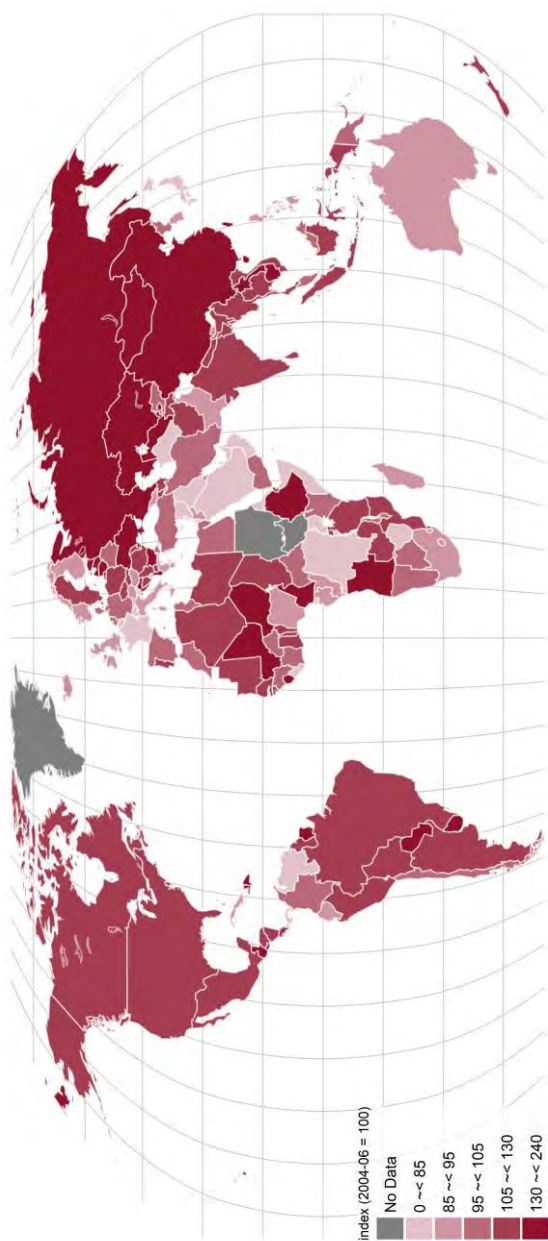 index (2004-06 = 100)
No Data
0 ~< 85
85 ~< 95
95 ~< 105
105 ~< 130
130 ~< 240